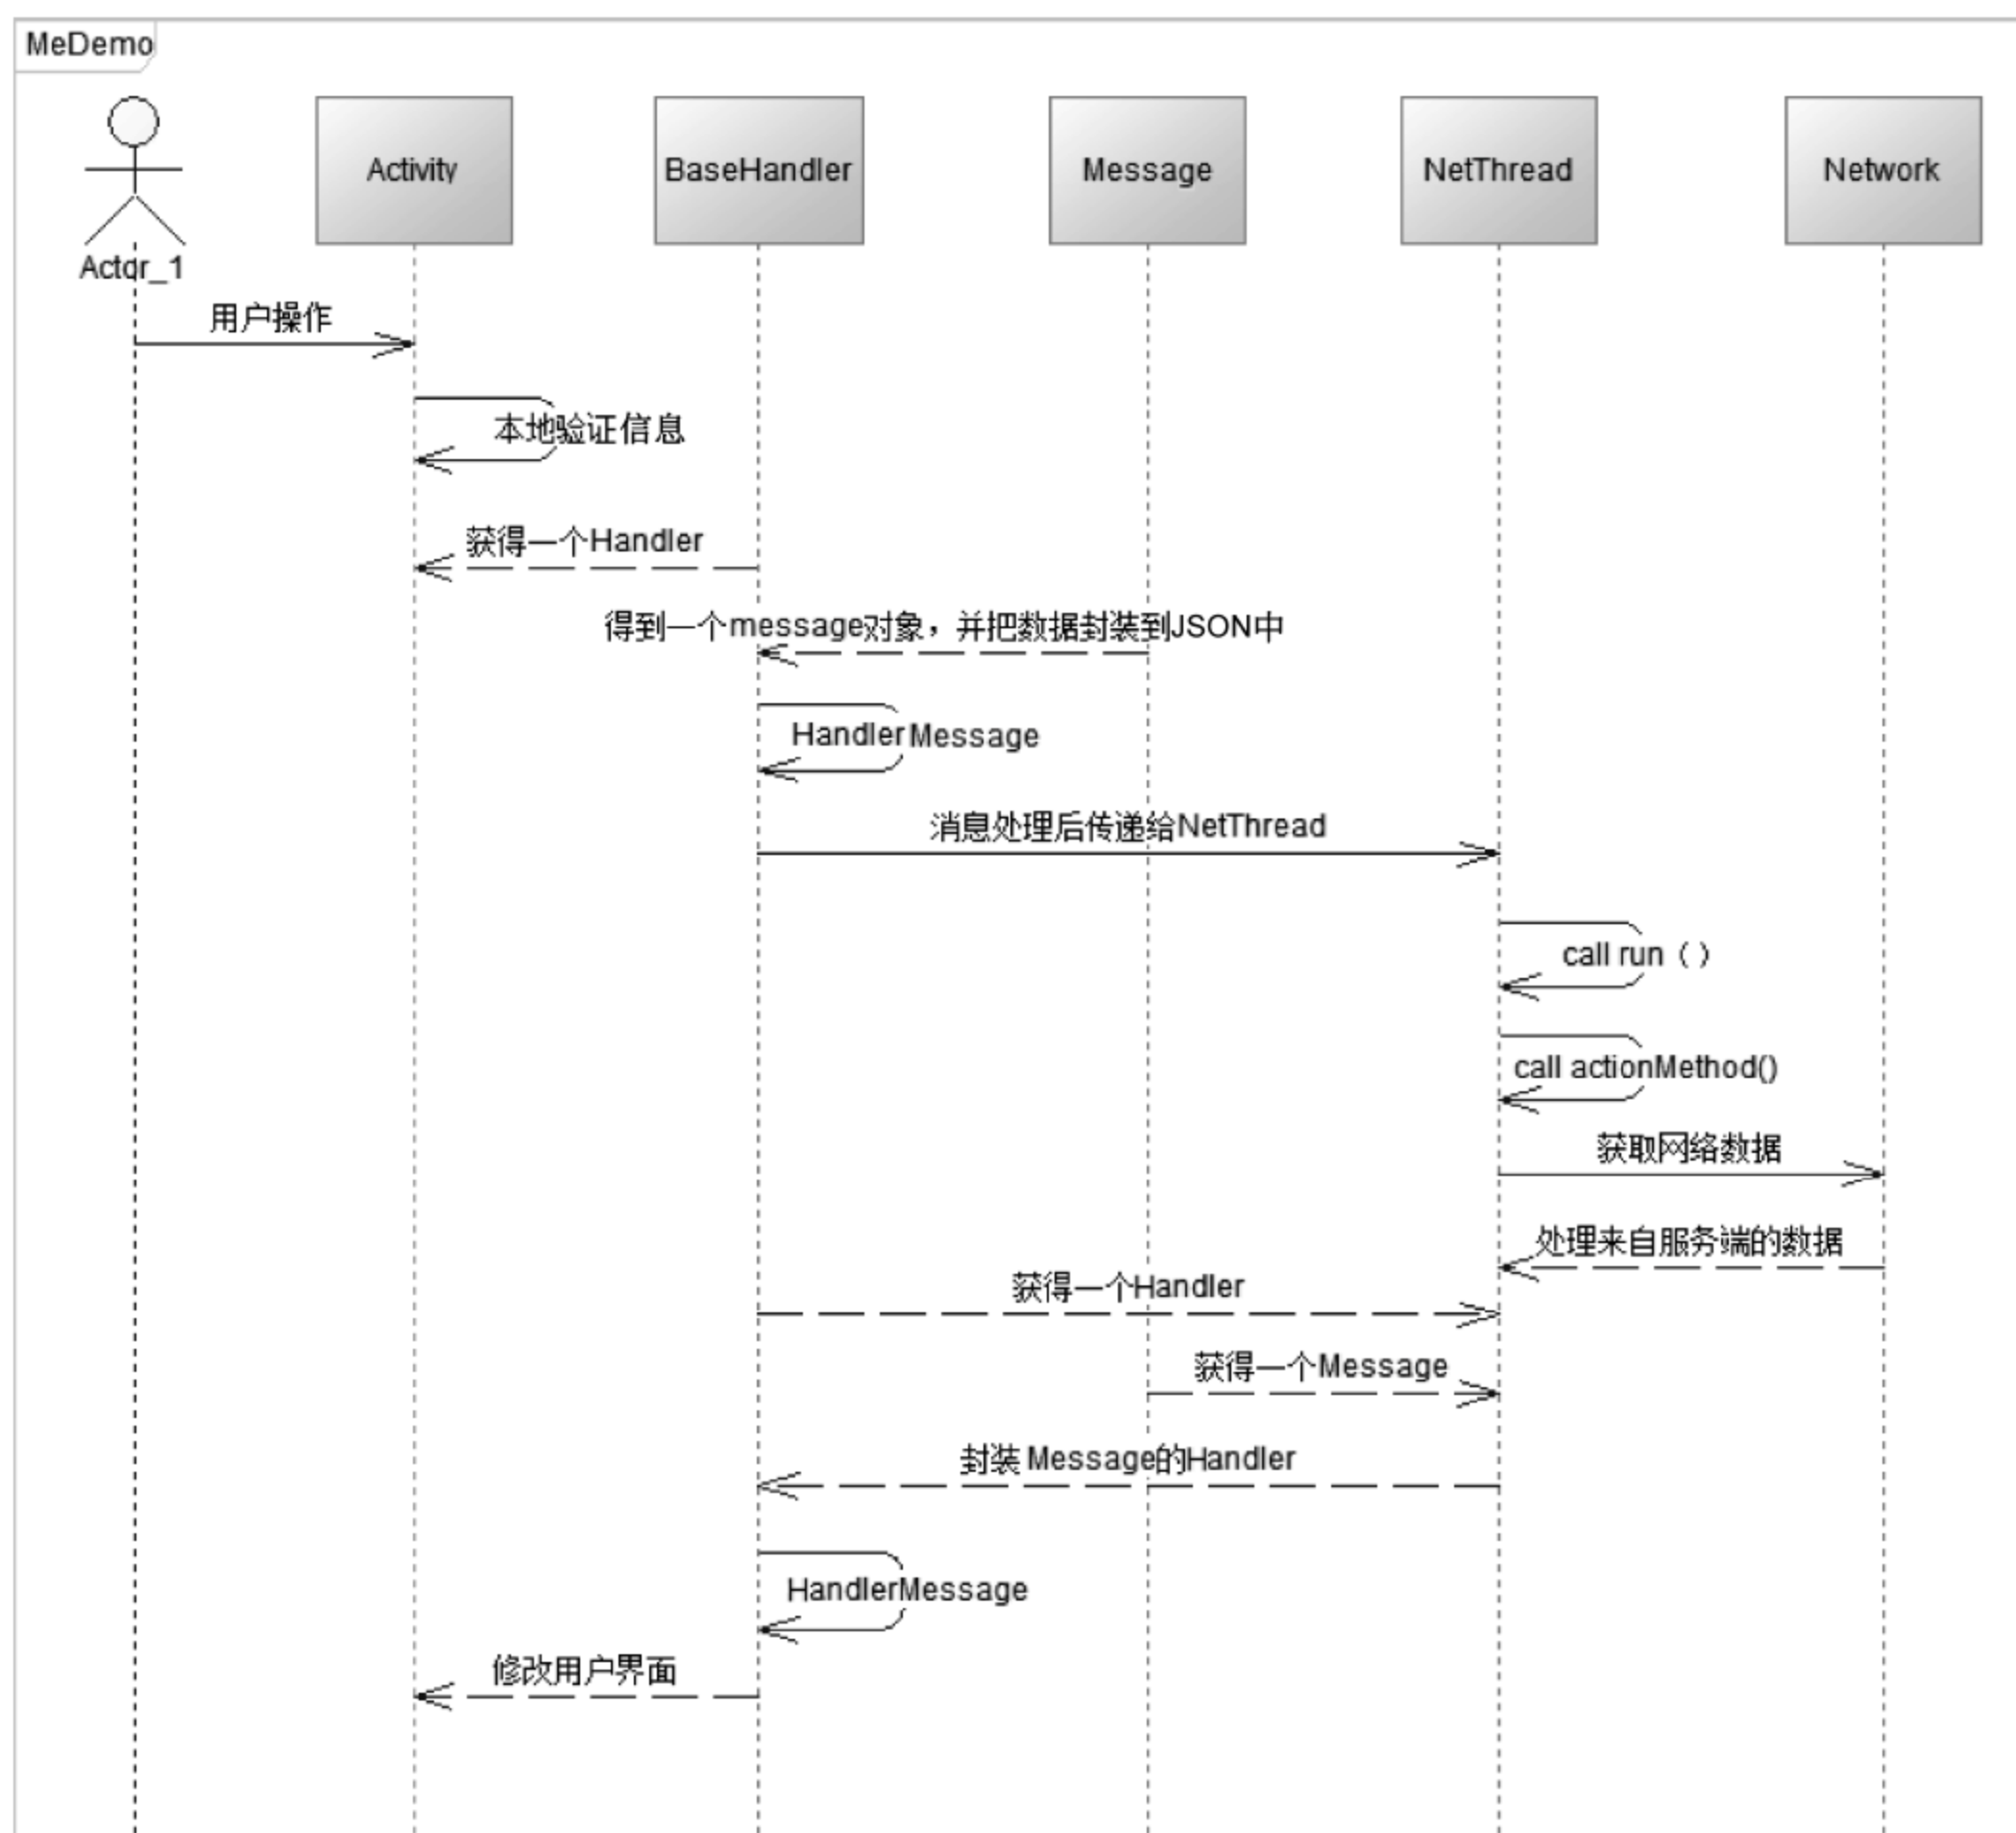 MeDemo
Activity
BaseHandler
Message
NetThread
Network
Actor_1
用户操作
本地验证信息
获得一个Handler
得到一个message对象，并把数据封装到JSON中
HandlerMessage
消息处理后传递给NetThread
call run（）
call actionMethod()
获取网络数据
处理来自服务端的数据
获得一个Handler
获得一个Message
封装 Message的Handler
HandlerMessage
修改用户界面